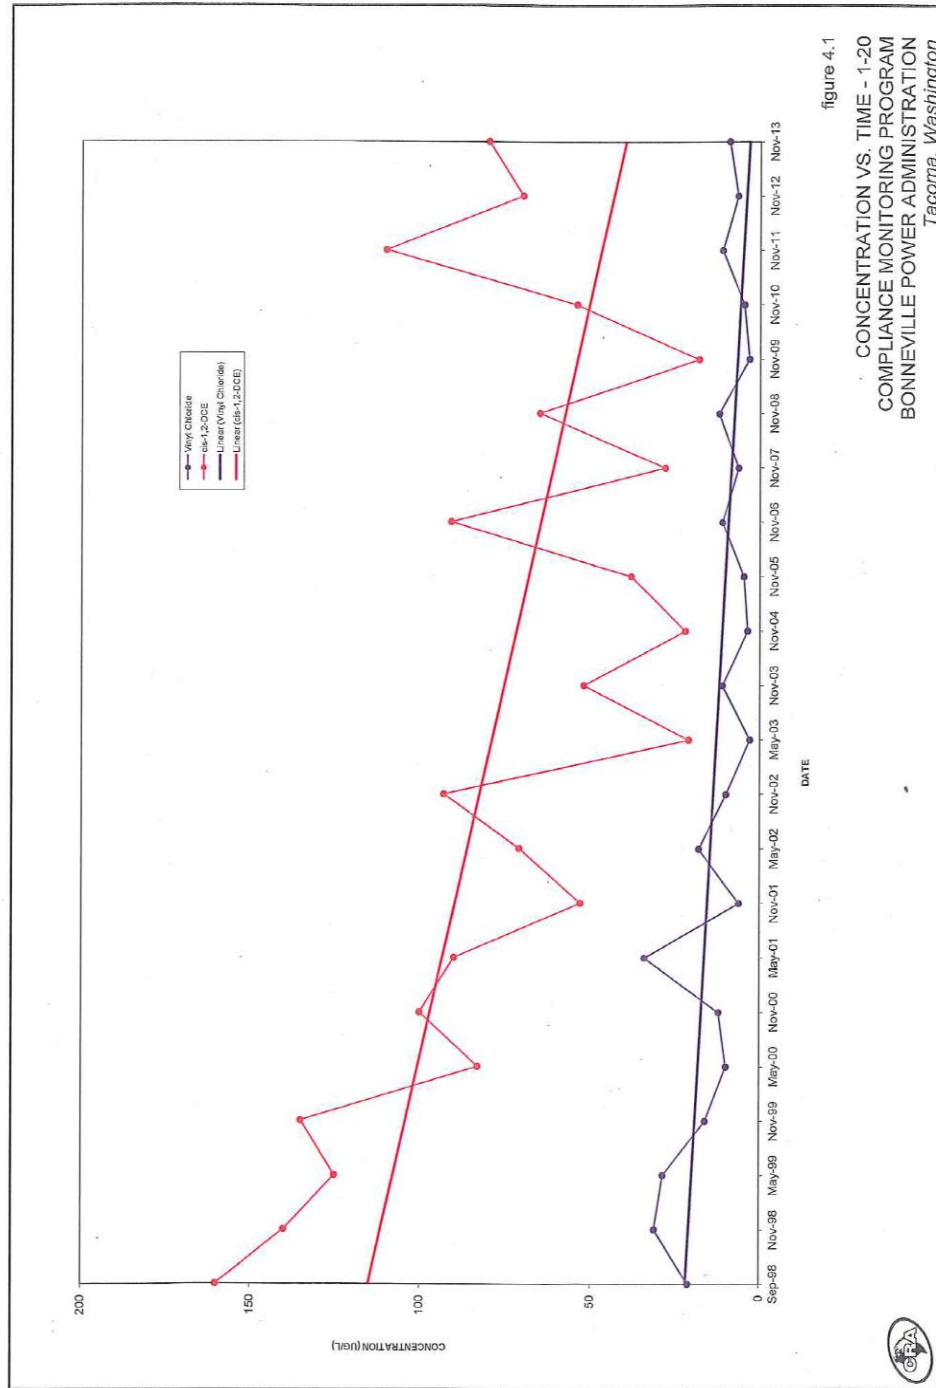 200
150
100
50
0
CONCENTRATION (UG/L)
Sep-98
Nov-98
May-99
Nov-99
May-00
Nov-00
May-01
Nov-01
May-02
Nov-02
May-03
Nov-03
Nov-04
Nov-05
Nov-06
Nov-07
Nov-08
Nov-09
Nov-10
Nov-11
Nov-12
Nov-13
DATE
Vinyl Chloride
cis-1,2-DCE
Linear (Vinyl Chloride)
Linear (cis-1,2-DCE)
figure 4.1
CONCENTRATION VS. TIME - 1-20
COMPLIANCE MONITORING PROGRAM
BONNEVILLE POWER ADMINISTRATION
Tacoma, Washington
CRA